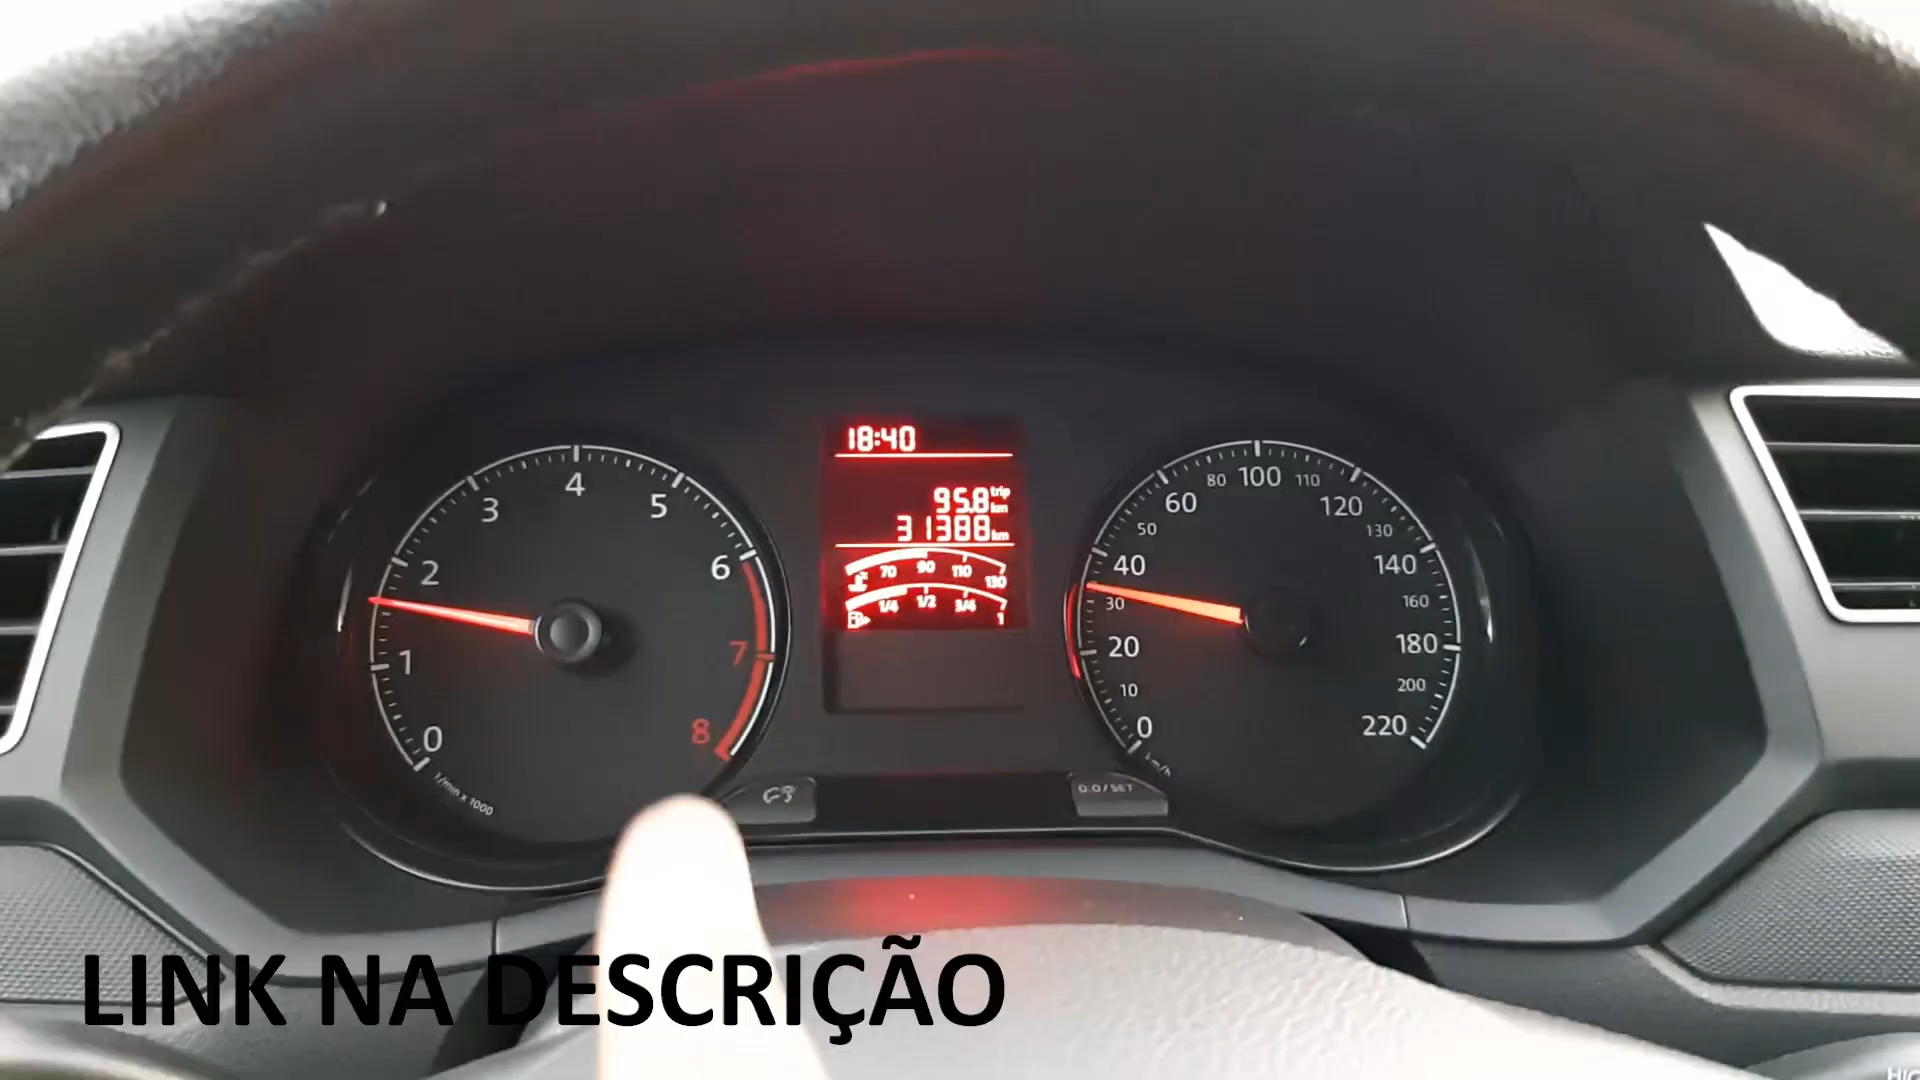 18:40
95.8 trip km
31388 km
70 90 110 130
1/4 1/2 3/4 1
0 1 2 3 4 5 6 7 8
1/min x 1000
0 10 20 30 40 50 60 80 100 110 120 130 140 160 180 200 220
km/h
0.0/SET
LINK NA DESCRIÇÃO